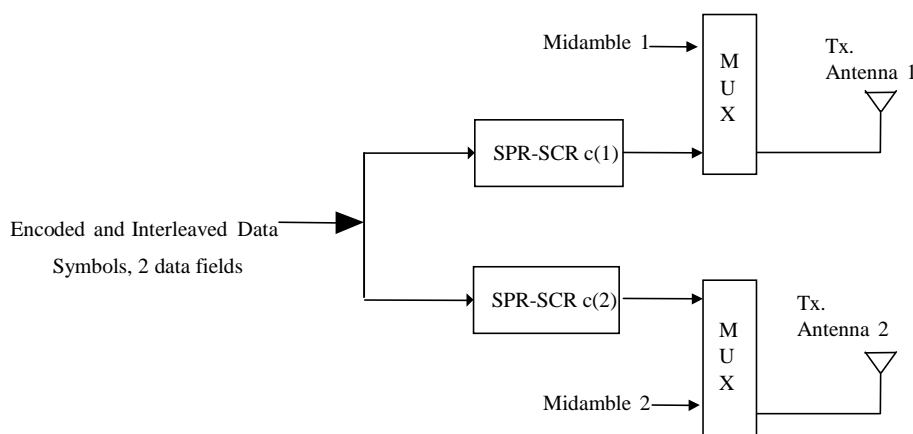 Midamble 1
M
U
X
Tx.
Antenna 1
SPR-SCR c(1)
Encoded and Interleaved Data
Symbols, 2 data fields
SPR-SCR c(2)
M
U
X
Tx.
Antenna 2
Midamble 2